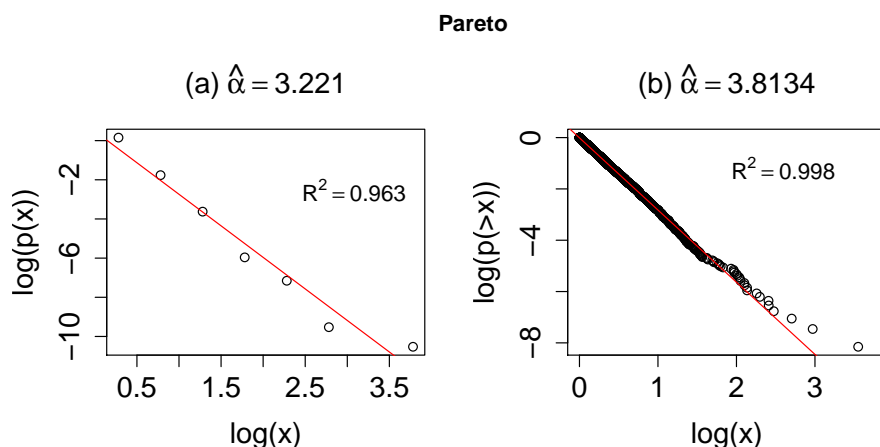 Pareto
(a) α̂ = 3.221
log(p(x))
-2
-6
-10
R² = 0.963
0.5 1.5 2.5 3.5
log(x)
(b) α̂ = 3.8134
log(p(>x))
0
-4
-8
R² = 0.998
0 1 2 3
log(x)